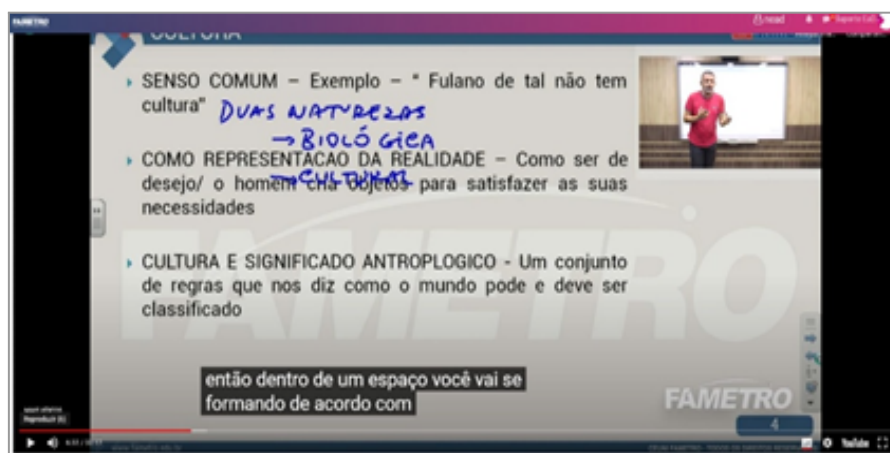 FAMETRO
read
CULTURA
SENSO COMUM – Exemplo – “ Fulano de tal não tem
cultura"
DUAS NATUREZAS
→ BIOLÓGICA
COMO REPRESENTACAO DA REALIDADE – Como ser de
→ CULTURAL
desejo/ o homem cria objetos para satisfazer as suas
necessidades
CULTURA E SIGNIFICADO ANTROPLOGICO - Um conjunto
de regras que nos diz como o mundo pode e deve ser
classificado
FAMETRO
então dentro de um espaço você vai se
formando de acordo com
FAMETRO
4
YouTube